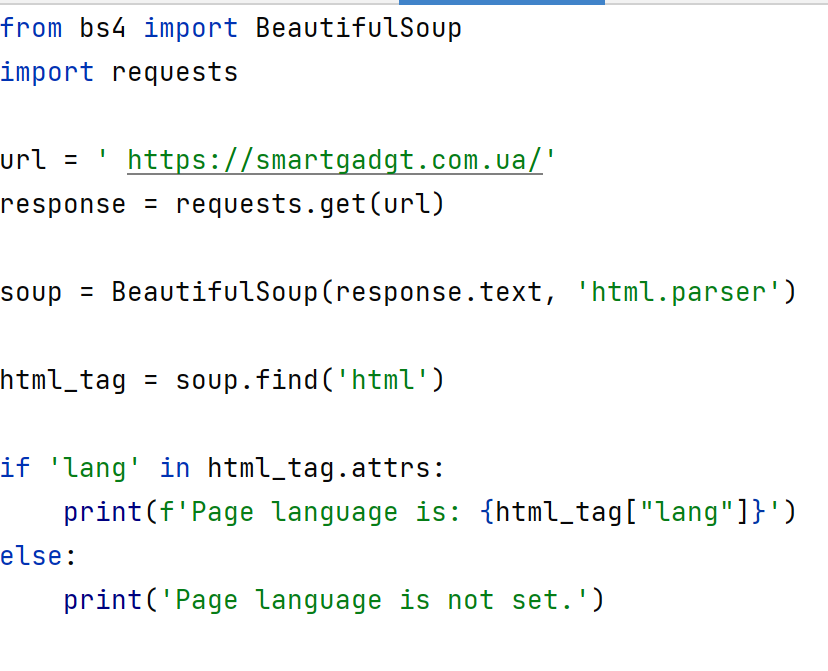 from bs4 import BeautifulSoup
import requests
url = ' https://smartgadgt.com.ua/'
response = requests.get(url)
soup = BeautifulSoup(response.text, 'html.parser')
html_tag = soup.find('html')
if 'lang' in html_tag.attrs:
    print(f'Page language is: {html_tag["lang"]}')
else:
    print('Page language is not set.')